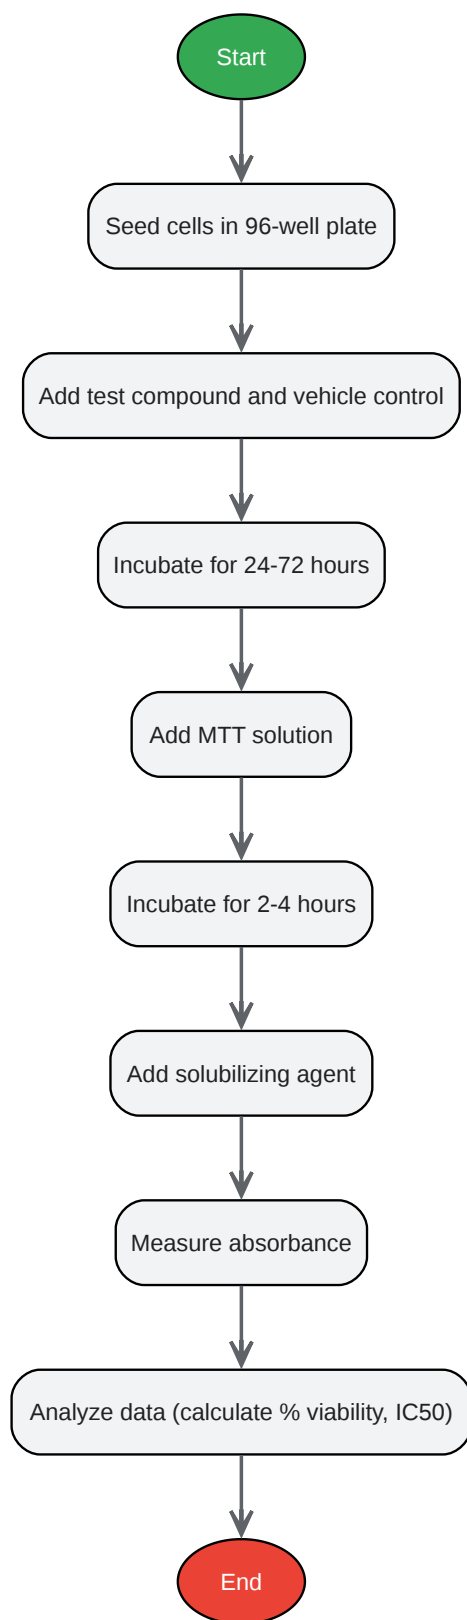 Start
Seed cells in 96-well plate
Add test compound and vehicle control
Incubate for 24-72 hours
Add MTT solution
Incubate for 2-4 hours
Add solubilizing agent
Measure absorbance
Analyze data (calculate % viability, IC50)
End